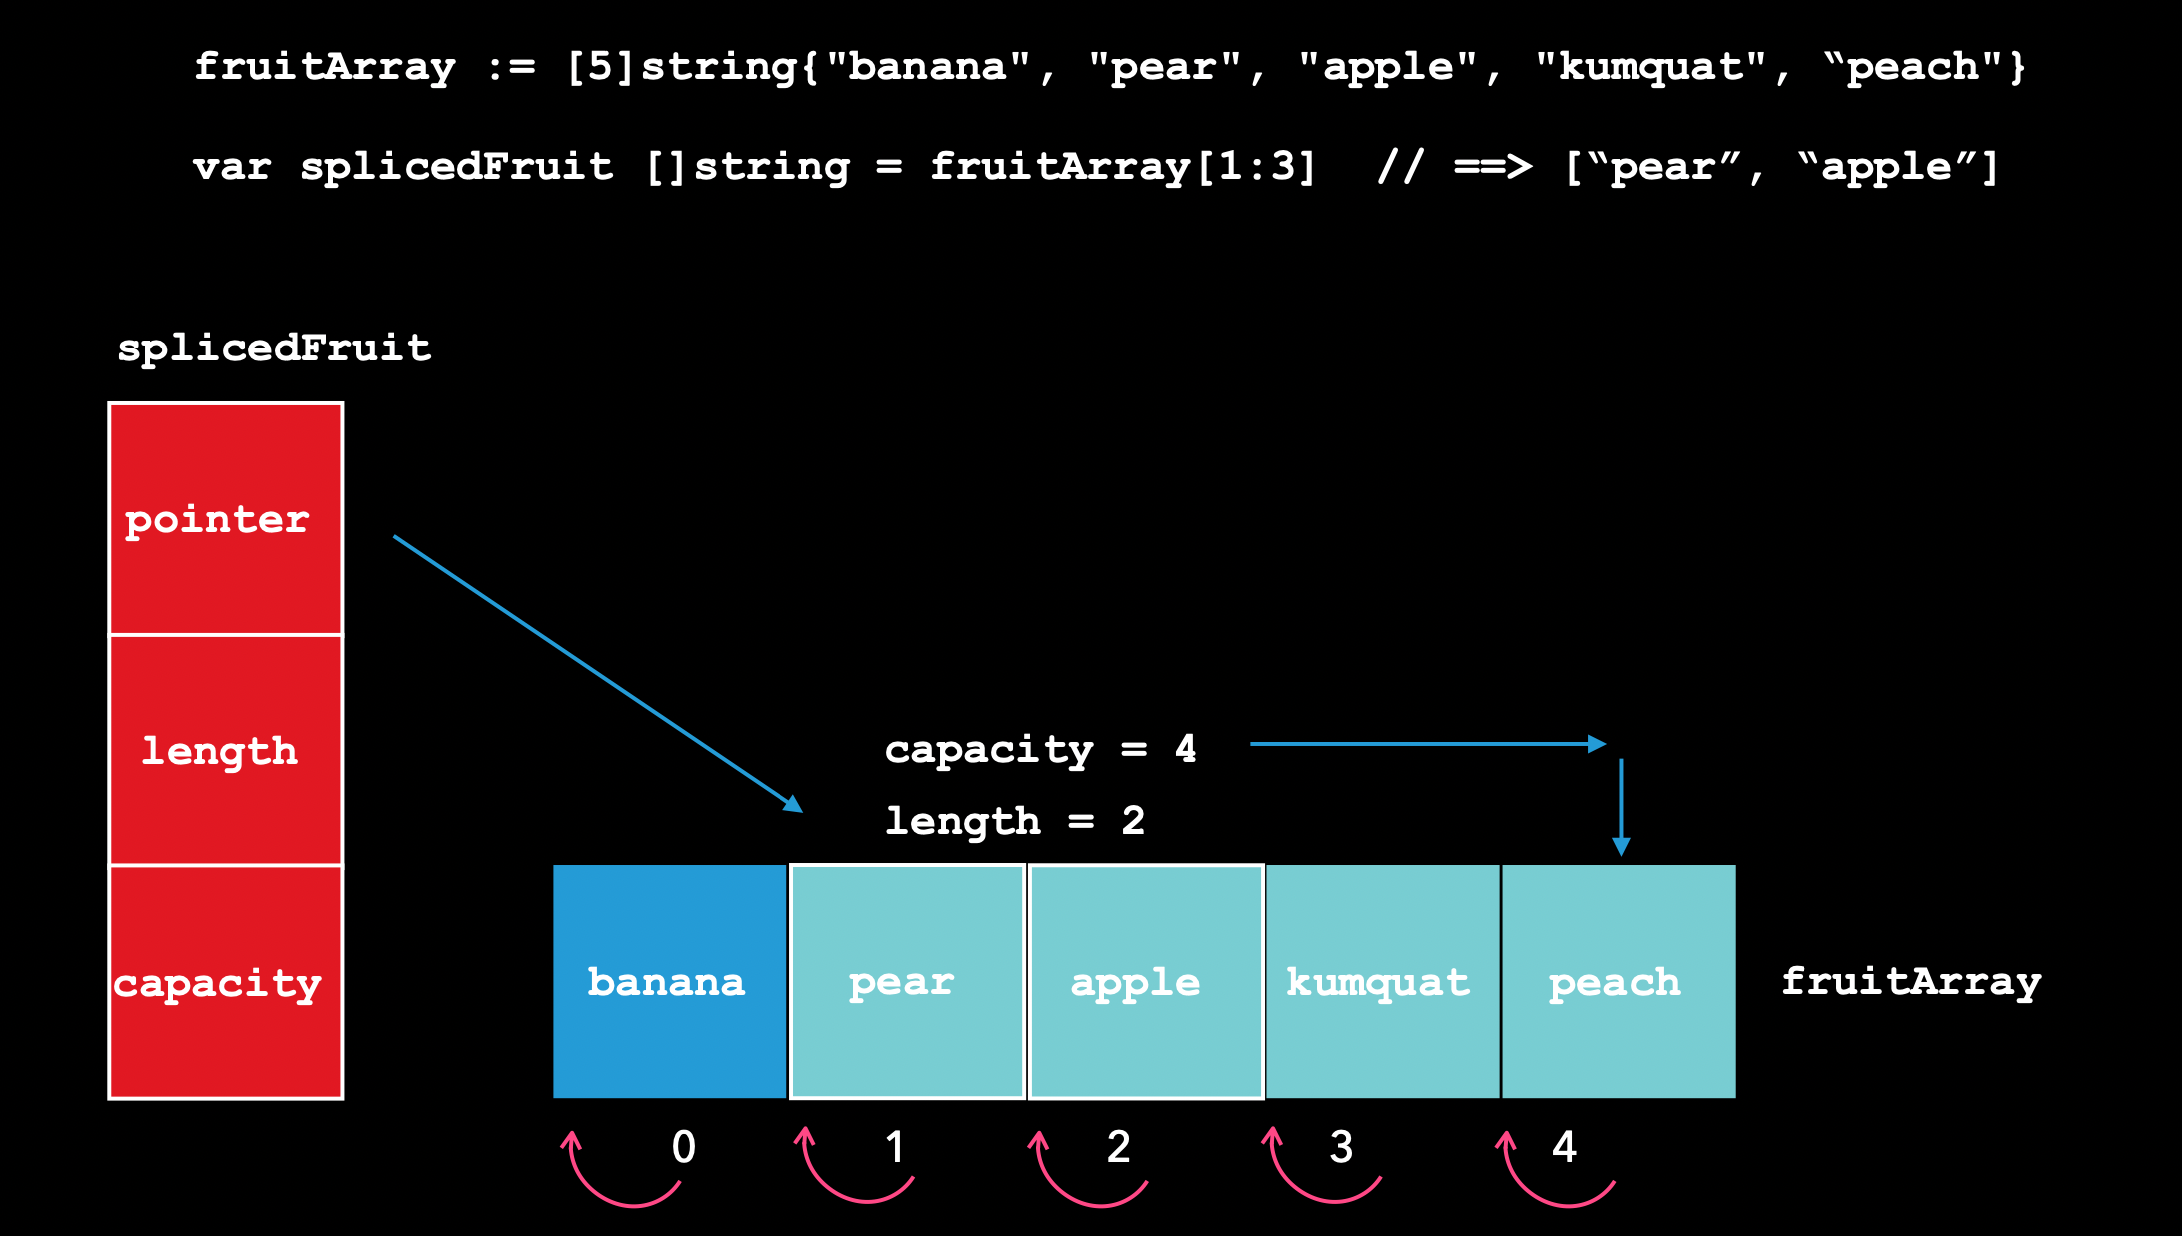 fruitArray := [5]string{"banana", "pear", "apple", "kumquat", “peach"}
var splicedFruit []string = fruitArray[1:3]  // ==> [“pear”, “apple”]
splicedFruit
pointer
length
capacity
capacity = 4
length = 2
banana pear apple kumquat peach fruitArray
0 1 2 3 4